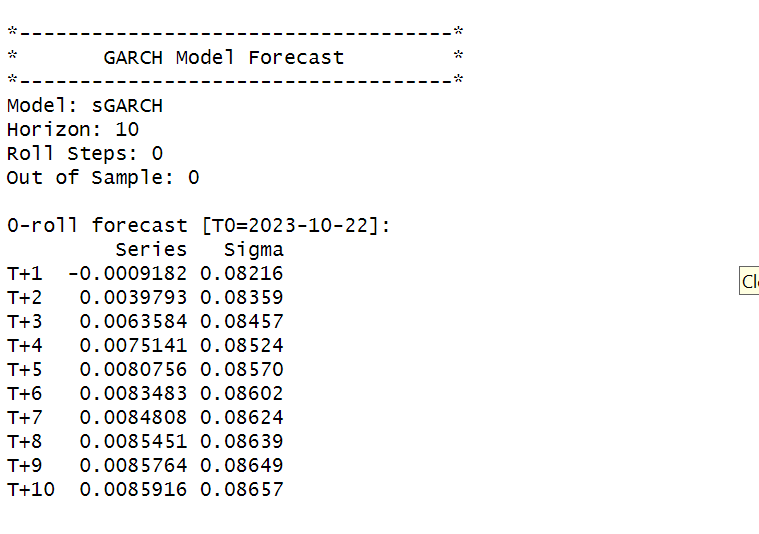 *------------------------------------*
*       GARCH Model Forecast         *
*------------------------------------*
Model: sGARCH
Horizon: 10
Roll Steps: 0
Out of Sample: 0

0-roll forecast [T0=2023-10-22]:
         Series   Sigma
T+1  -0.0009182 0.08216
T+2   0.0039793 0.08359
T+3   0.0063584 0.08457
T+4   0.0075141 0.08524
T+5   0.0080756 0.08570
T+6   0.0083483 0.08602
T+7   0.0084808 0.08624
T+8   0.0085451 0.08639
T+9   0.0085764 0.08649
T+10  0.0085916 0.08657